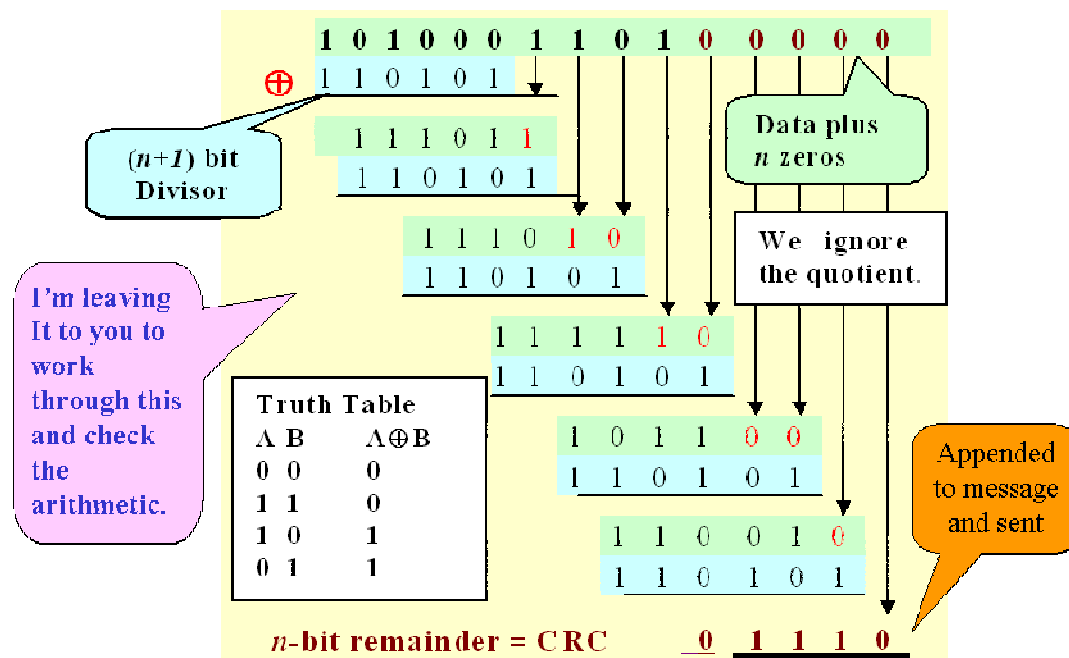 1 0 1 0 0 0 1 1 0 1 0 0 0 0 0
⊕ 1 1 0 1 0 1
1 1 1 0 1 1
1 1 0 1 0 1
1 1 1 0 1 0
1 1 0 1 0 1
1 1 1 1 1 0
1 1 0 1 0 1
1 0 1 1 0 0
1 1 0 1 0 1
1 1 0 0 1 0
1 1 0 1 0 1
n-bit remainder = CRC 0 1 1 1 0
(n+1) bit
Divisor
Data plus
n zeros
We ignore
the quotient.
I'm leaving
It to you to
work
through this
and check
the
arithmetic.
Truth Table
A B A⊕B
0 0 0
1 1 0
1 0 1
0 1 1
Appended
to message
and sent